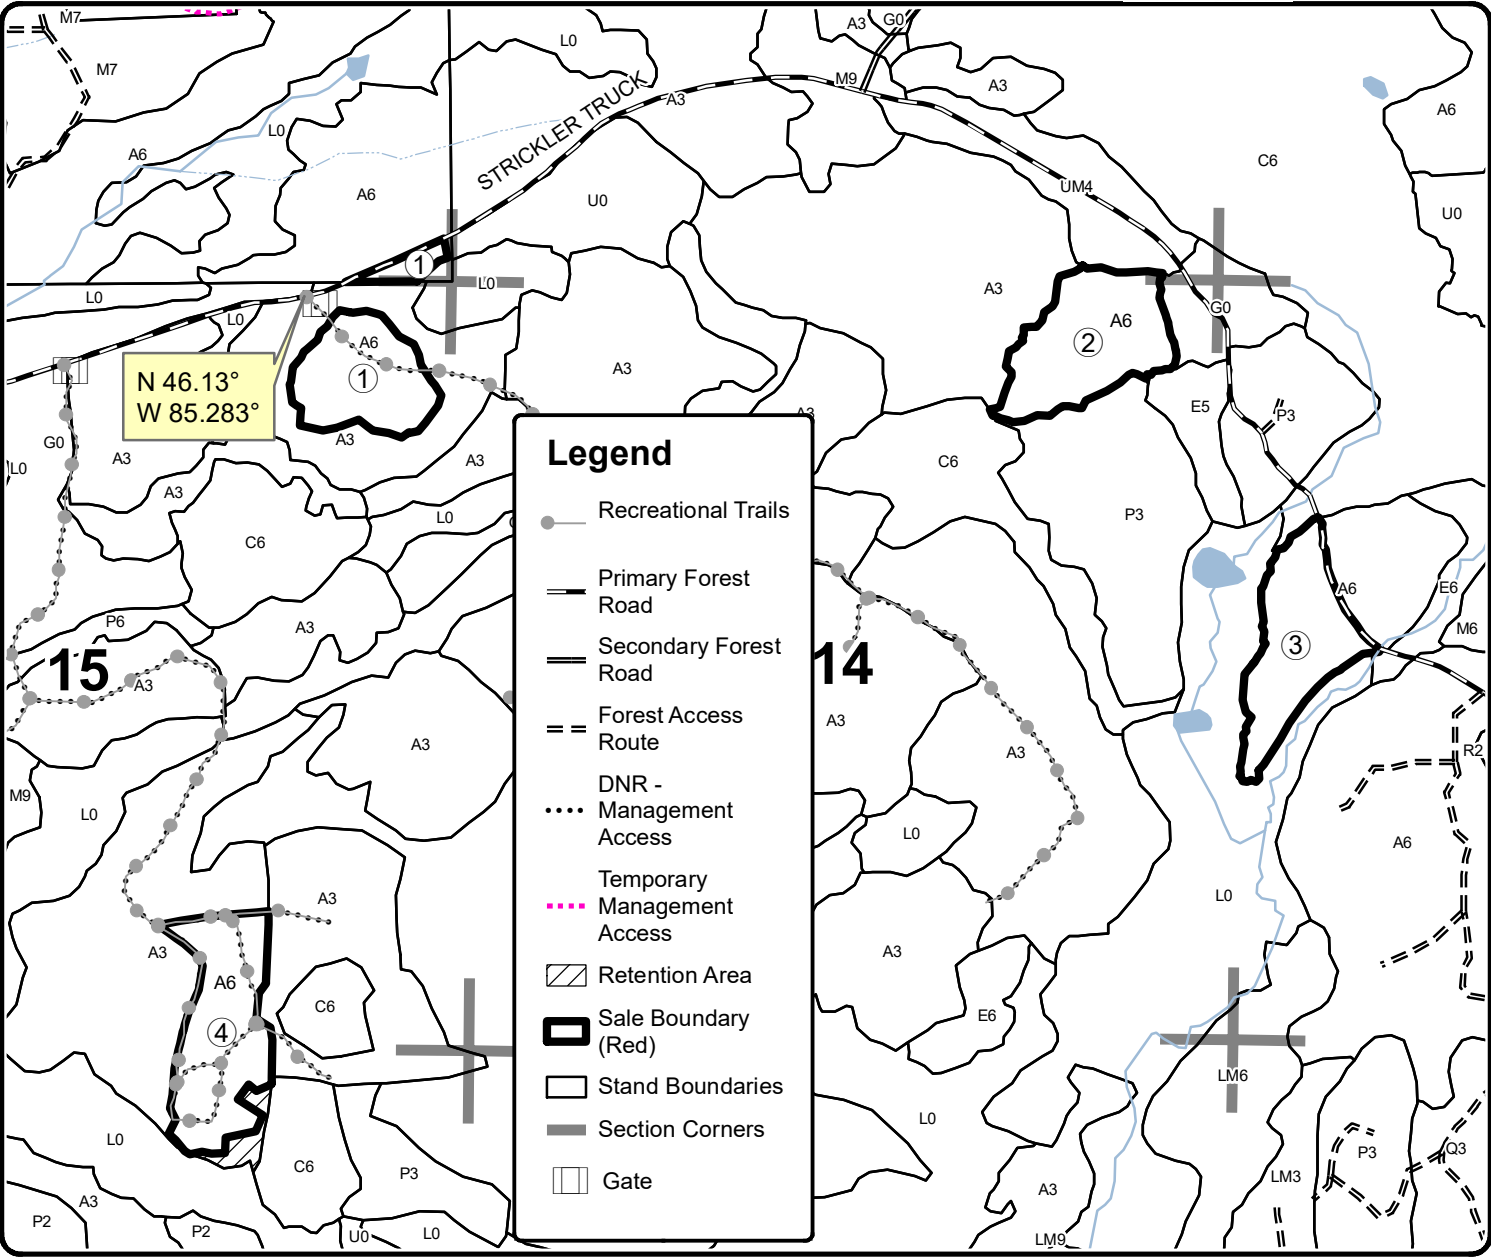 M7
M7
L0
A3
G0
M9
A3
A3
A6
STRICKLER TRUCK
L0
A6
C6
A6
UM4
U0
U0
1
L0
A3
L0
G0
L0
A6
A6
2
1
A3
N 46.13°
W 85.283°
E5
P3
A3
A3
G0
A3
A3
C6
L0
A3
L0
P3
C6
Legend
Recreational Trails
Primary Forest
Road
Secondary Forest
Road
Forest Access
Route
DNR -
Management
Access
Temporary
Management
Access
Retention Area
Sale Boundary
(Red)
Stand Boundaries
Section Corners
Gate
A6
E6
P6
A3
M6
3
15
14
A3
A3
A3
A3
R2
M9
L0
L0
A6
A3
L0
A3
A3
A6
C6
E6
4
LM6
L0
L0
Q3
P3
C6
P3
LM3
A3
A3
P2
P2
U0
L0
LM9